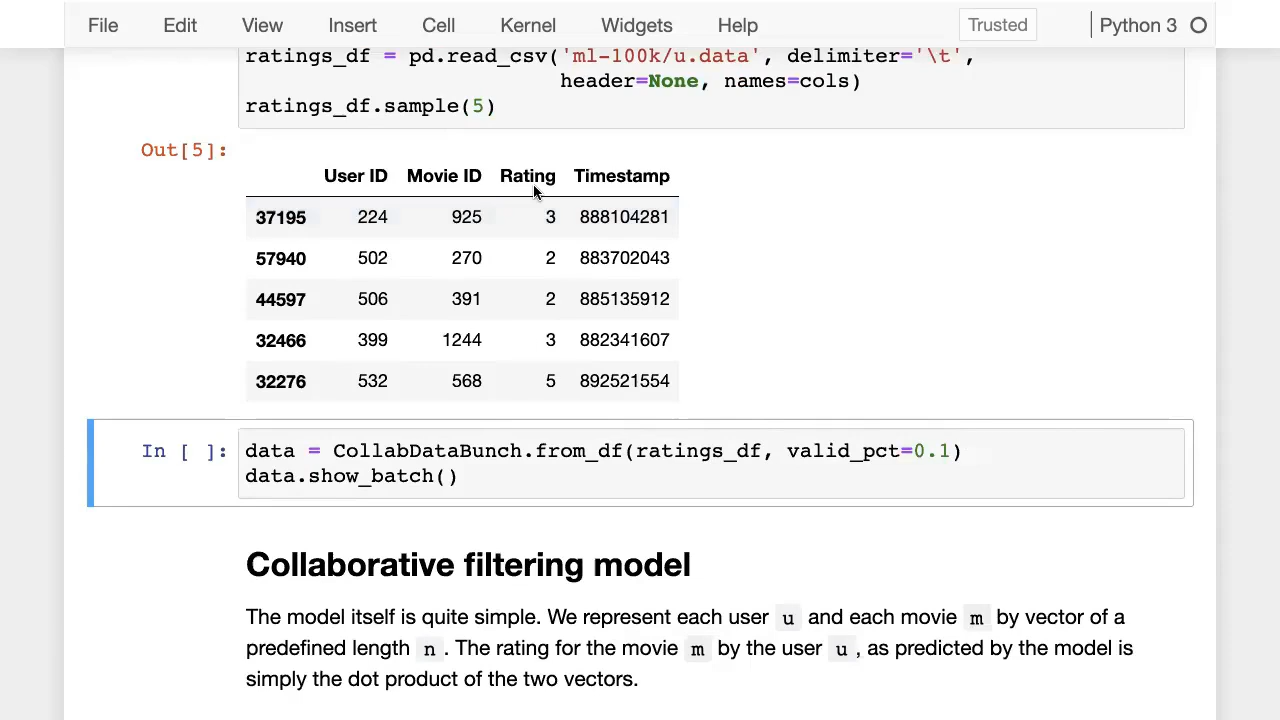 File Edit View Insert Cell Kernel Widgets Help Trusted Python 3
ratings_df = pd.read_csv('ml-100k/u.data', delimiter='\t',
header=None, names=cols)
ratings_df.sample(5)
Out[5]:
User ID Movie ID Rating Timestamp
37195 224 925 3 888104281
57940 502 270 2 883702043
44597 506 391 2 885135912
32466 399 1244 3 882341607
32276 532 568 5 892521554
In [ ]: data = CollabDataBunch.from_df(ratings_df, valid_pct=0.1)
data.show_batch()
Collaborative filtering model
The model itself is quite simple. We represent each user u and each movie m by vector of a
predefined length n . The rating for the movie m by the user u , as predicted by the model is
simply the dot product of the two vectors.